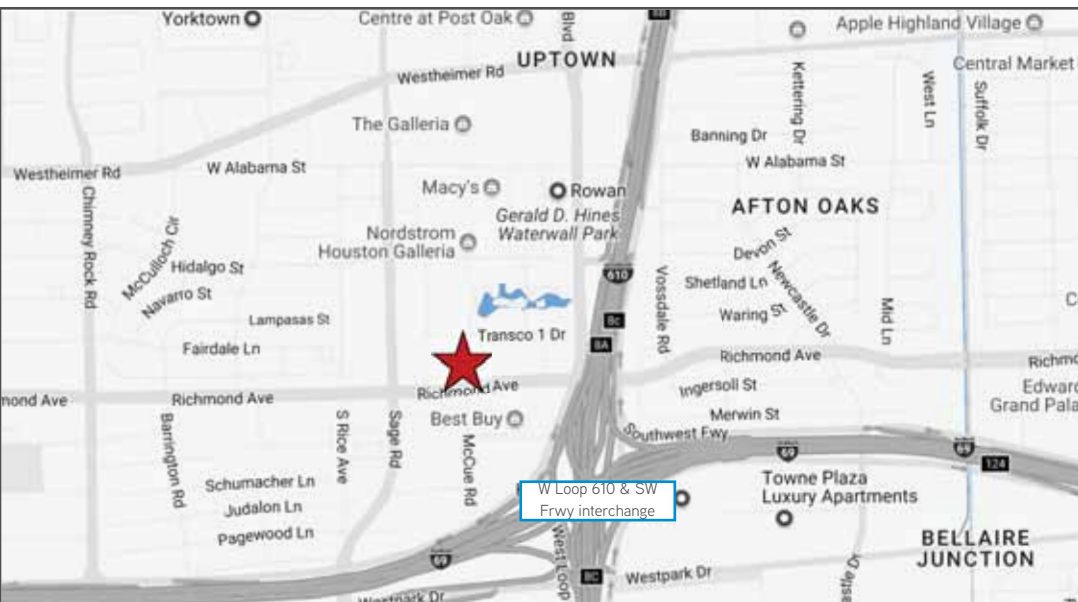 Yorktown
Centre at Post Oak
Blvd
Apple Highland Village
UPTOWN
Central Market
Westheimer Rd
Kettering Dr
West Ln
Suffolk Dr
The Galleria
Banning Dr
Westheimer Rd
W Alabama St
W Alabama St
Macy's
Rowan
Gerald D. Hines
Waterwall Park
AFTON OAKS
Chimney Rock Rd
McCulloch Cir
Nordstrom
Houston Galleria
Devon St
Hidalgo St
610
Vossdale Rd
Shetland Ln
Newcastle Dr
Navarro St
Waring St
Mid Ln
Lampasas St
8C
Transco 1 Dr
8A
Fairdale Ln
Richmond Ave
Richmo
Richmond Ave
Ingersoll St
Edward
Grand Pala
mond Ave
Richmond Ave
Merwin St
Barrington Rd
S Rice Ave
Sage Rd
Best Buy
McCue Rd
Southwest Fwy
69
69
124
Towne Plaza
Luxury Apartments
Schumacher Ln
W Loop 610 & SW
Frwy interchange
Judalon Ln
Pagewood Ln
West Loop
BELLAIRE
JUNCTION
69
8C
Westpark Dr
Westpark Dr
astle Dr